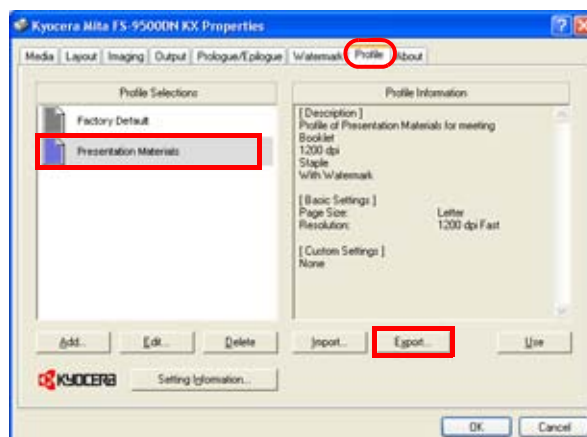 Kyocera Mita FS-9500DN KX Properties
Media Layout Imaging Output Prologue/Epilogue Watermark Profile About
Profile Selections
Factory Default
Presentation Materials
Profile Information
[ Description ]
Profile of Presentation Materials for meeting
Booklet
1200 dpi
Staple
With Watermark
[ Basic Settings ]
Page Size: Letter
Resolution: 1200 dpi Fast
[ Custom Settings ]
None
Add... Edit... Delete Import... Export... Use
KYOCERA Setting Information...
OK Cancel